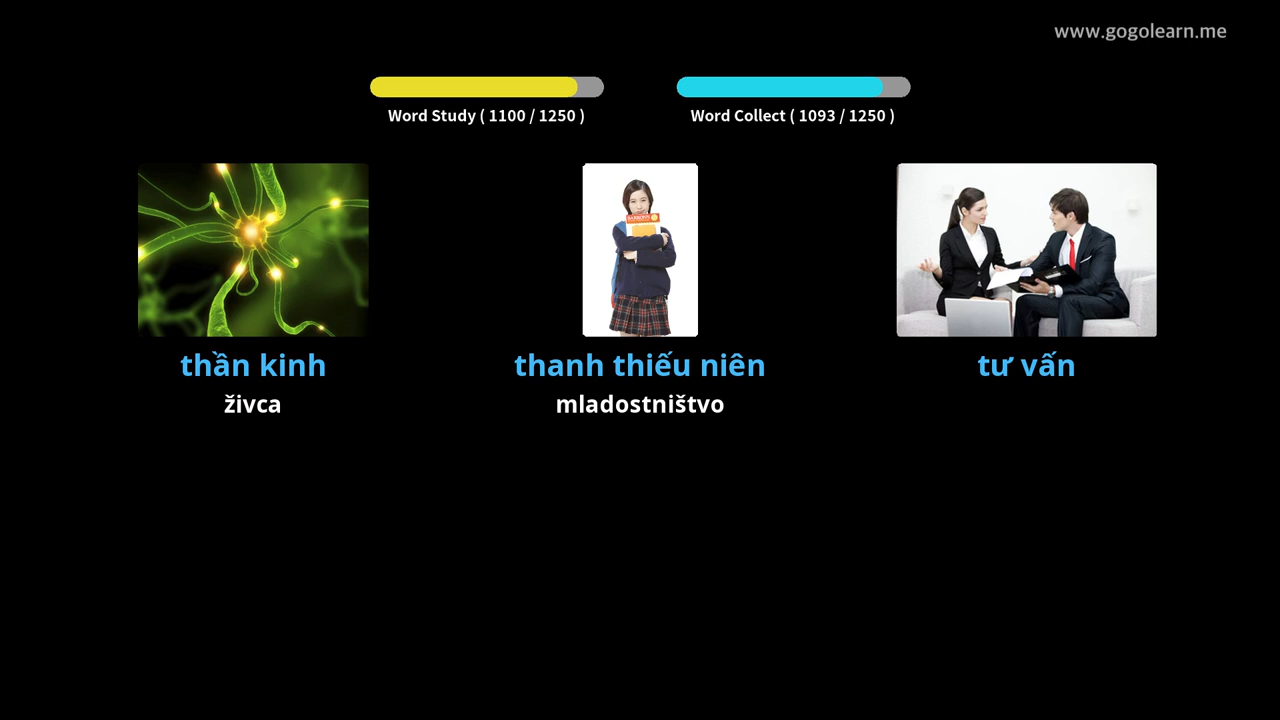 www.gogolearn.me
Word Study ( 1100 / 1250 )
Word Collect ( 1093 / 1250 )
BARRON'S
thần kinh
thanh thiếu niên
tư vấn
živca
mladostništvo